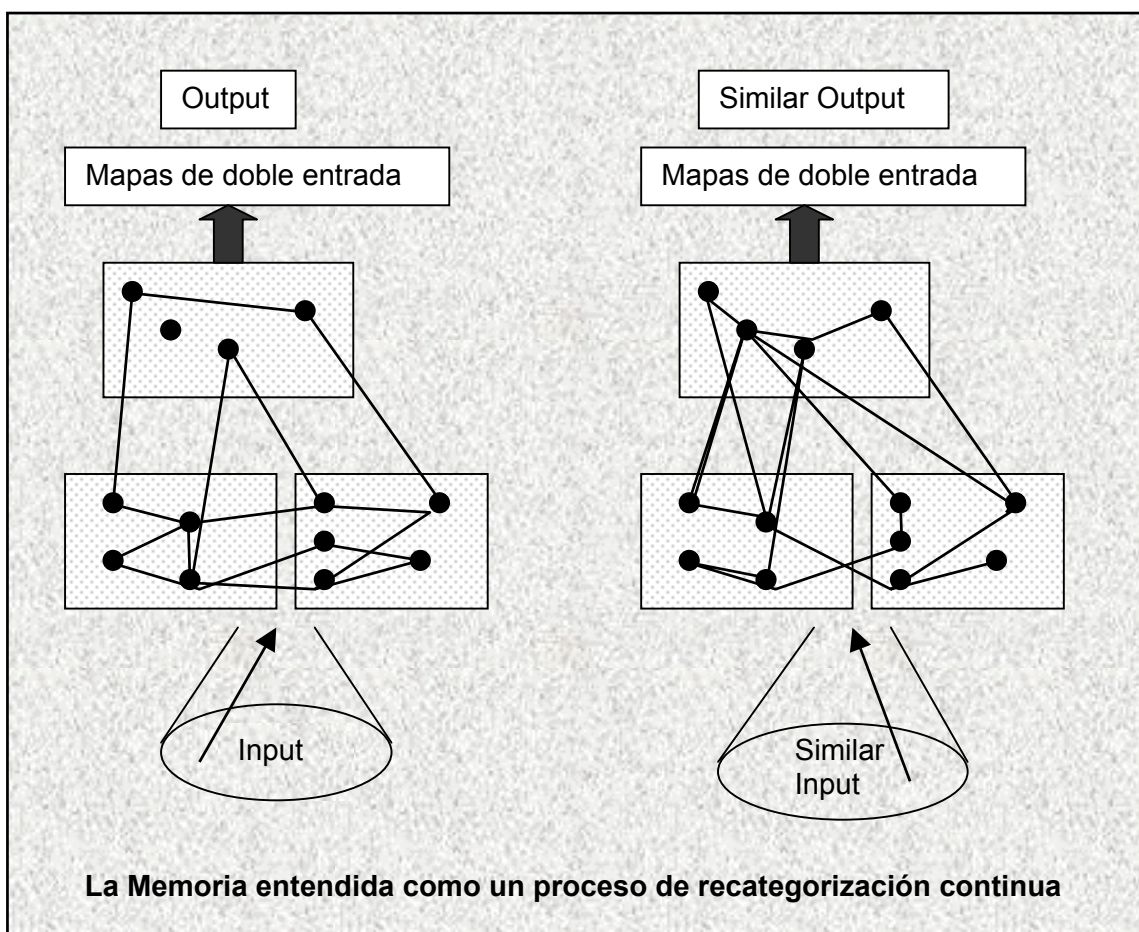 Output
Similar Output
Mapas de doble entrada
Mapas de doble entrada
Input
Similar
Input
La Memoria entendida como un proceso de recategorización continua